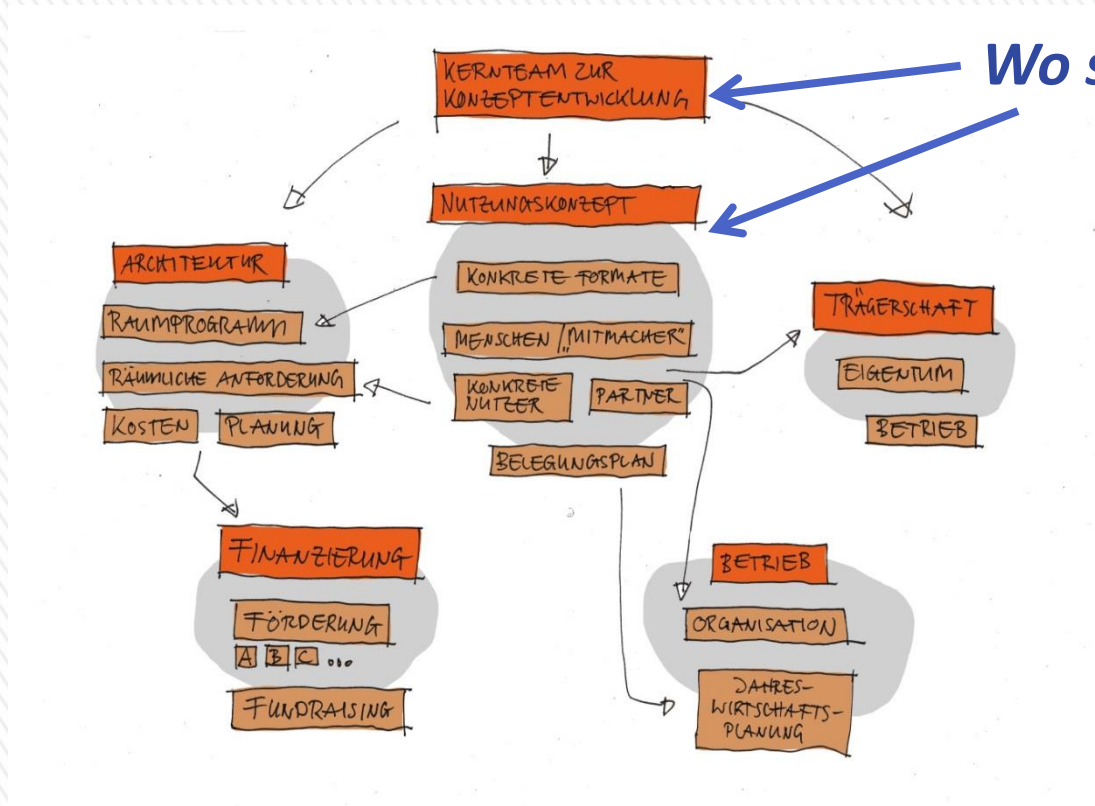 KERNTEAM ZUR
KONZEPTENTWICKLUNG
Wo s
NUTZUNGSKONZEPT
KONKRETE FORMATE
MENSCHEN / „MITMACHER“
KONKRETE
NUTZER
PARTNER
BELEGUNGSPLAN
ARCHITEKTUR
RAUMPROGRAMM
RÄUMLICHE ANFORDERUNG
KOSTEN
PLANUNG
TRÄGERSCHAFT
EIGENTUM
BETRIEB
FINANZIERUNG
FÖRDERUNG
A B C ...
FUNDRAISING
BETRIEB
ORGANISATION
JAHRES-
WIRTSCHAFTS-
PLANUNG